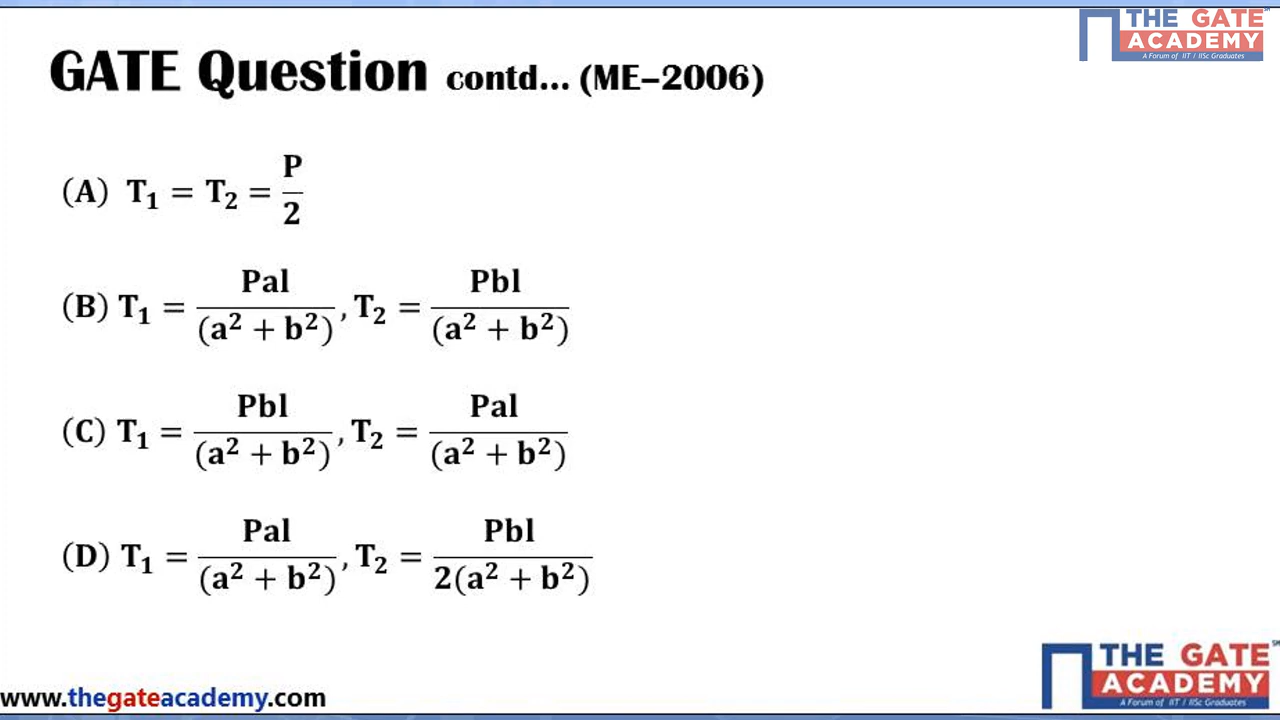 THE GATE
ACADEMY
A Forum of IIT / IISc Graduates
GATE Question contd... (ME–2006)
(A) T₁ = T₂ = P/2
(B) T₁ = Pal/(a² + b²), T₂ = Pbl/(a² + b²)
(C) T₁ = Pbl/(a² + b²), T₂ = Pal/(a² + b²)
(D) T₁ = Pal/(a² + b²), T₂ = Pbl/2(a² + b²)
THE GATE SM
ACADEMY
A Forum of IIT / IISc Graduates
www.thegateacademy.com